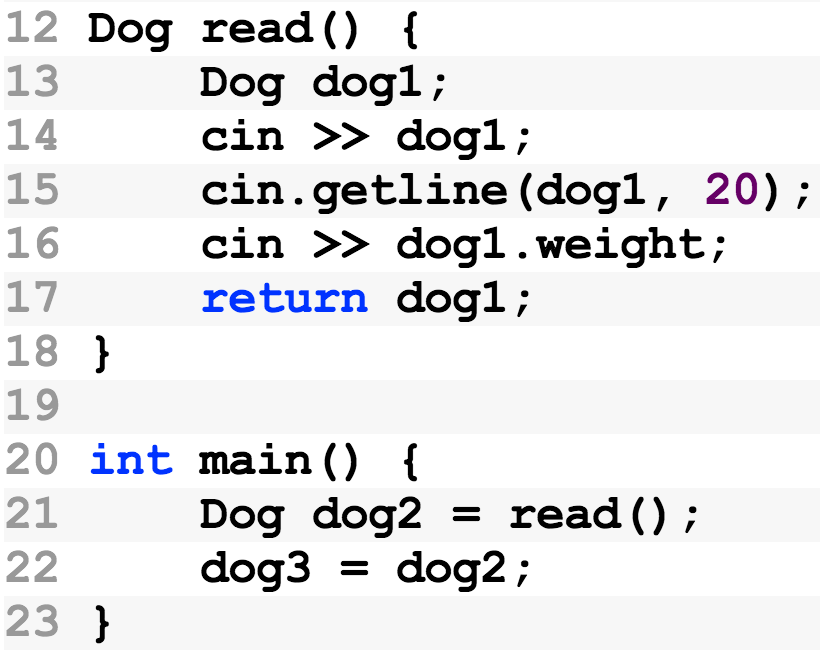 12 Dog read() {
13     Dog dog1;
14     cin >> dog1;
15     cin.getline(dog1, 20);
16     cin >> dog1.weight;
17     return dog1;
18 }
19
20 int main() {
21     Dog dog2 = read();
22     dog3 = dog2;
23 }